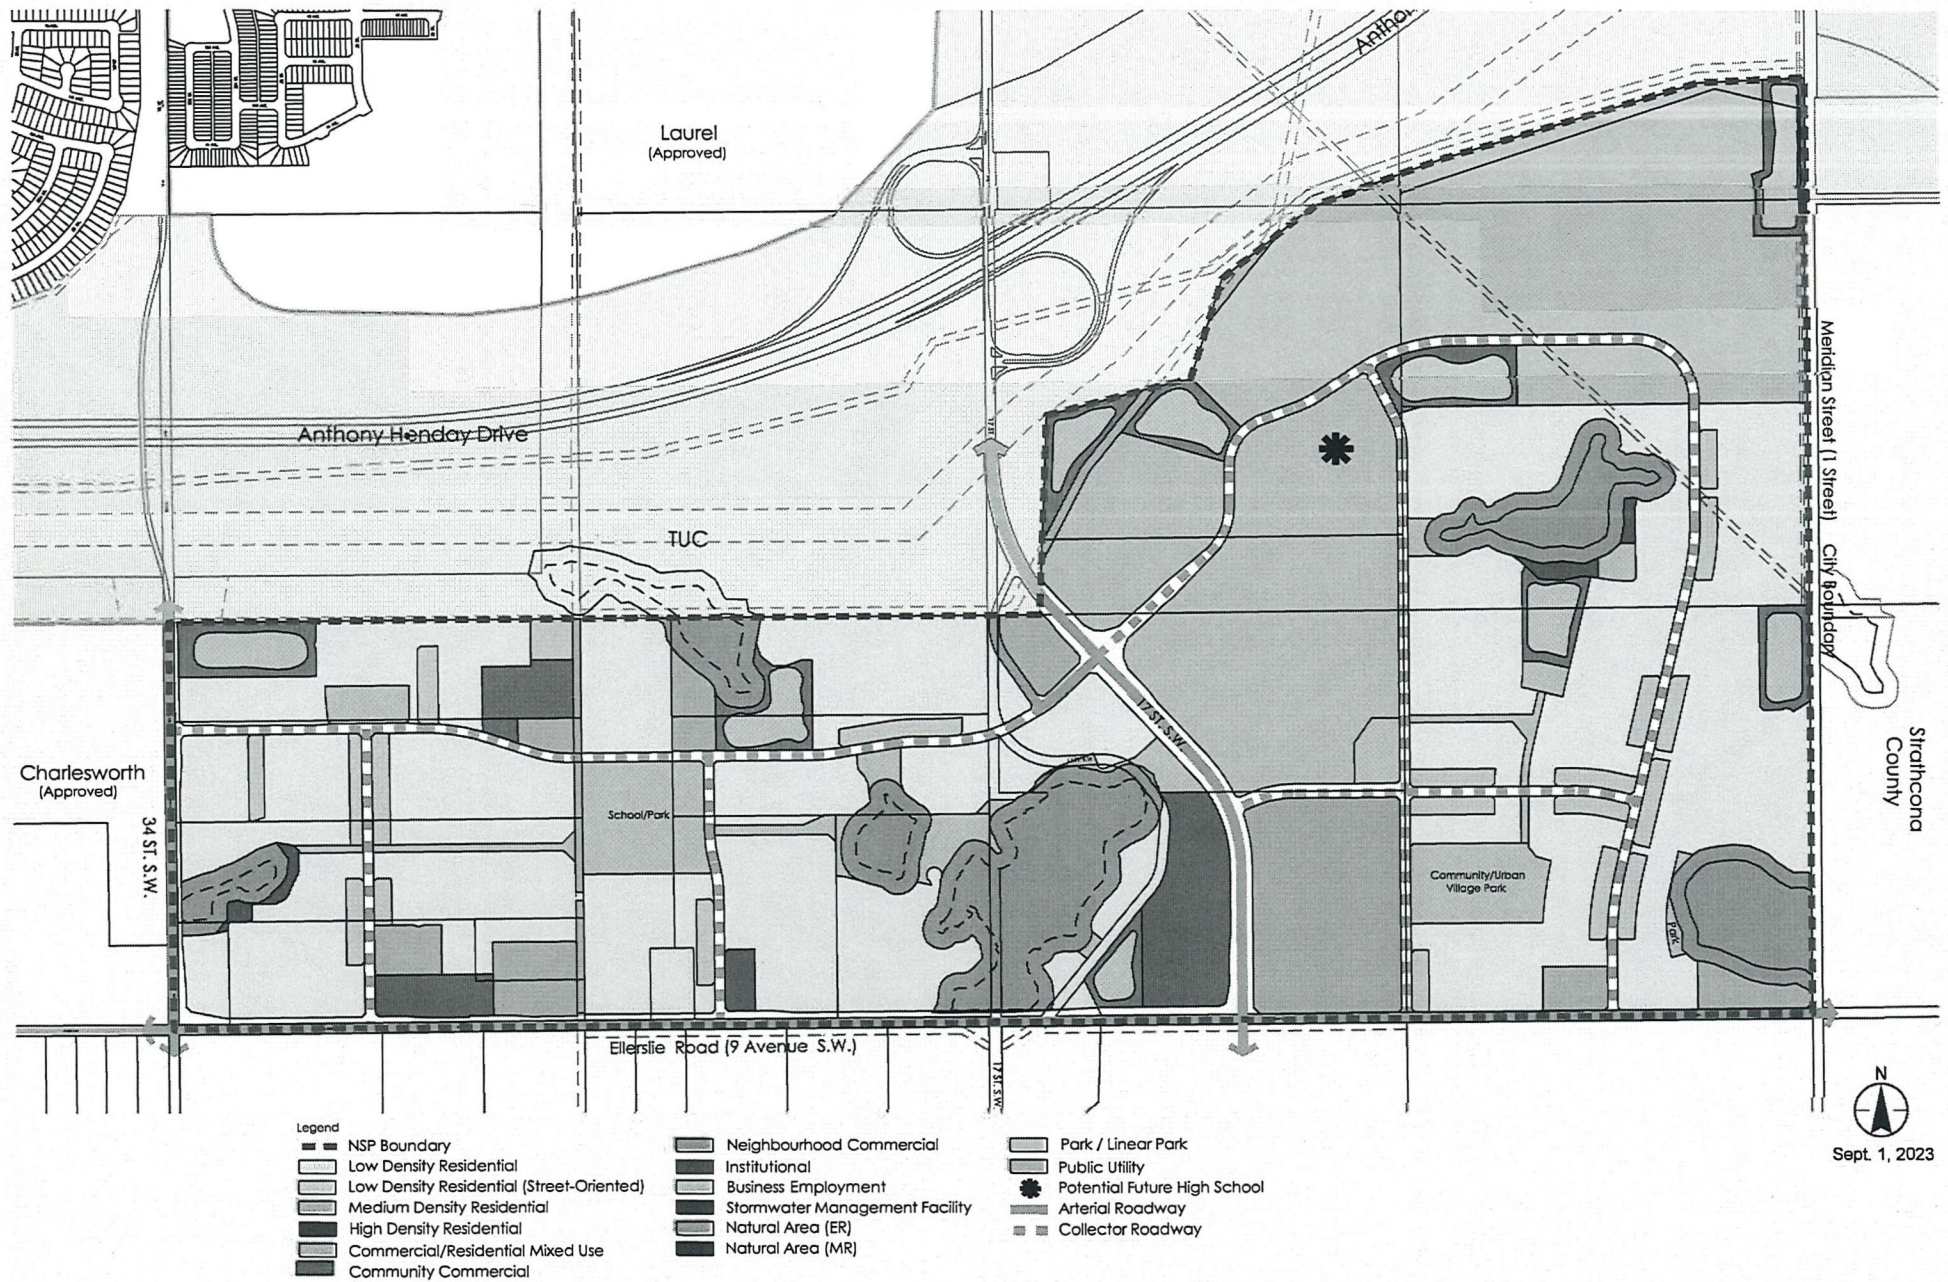 Anthony
Laurel
(Approved)
17 ST
Anthony Henday Drive
Meridian Street (1 Street)
City Boundary
TUC
17 ST. S.W.
Charlesworth
(Approved)
Strathcona
County
School/Park
34 ST. S.W.
Community/Urban
Village Park
Park
Ellerslie Road (9 Avenue S.W.)
17 ST. S.W.
N
Sept. 1, 2023
Legend
NSP Boundary
Low Density Residential
Low Density Residential (Street-Oriented)
Medium Density Residential
High Density Residential
Commercial/Residential Mixed Use
Community Commercial
Neighbourhood Commercial
Institutional
Business Employment
Stormwater Management Facility
Natural Area (ER)
Natural Area (MR)
Park / Linear Park
Public Utility
Potential Future High School
Arterial Roadway
Collector Roadway